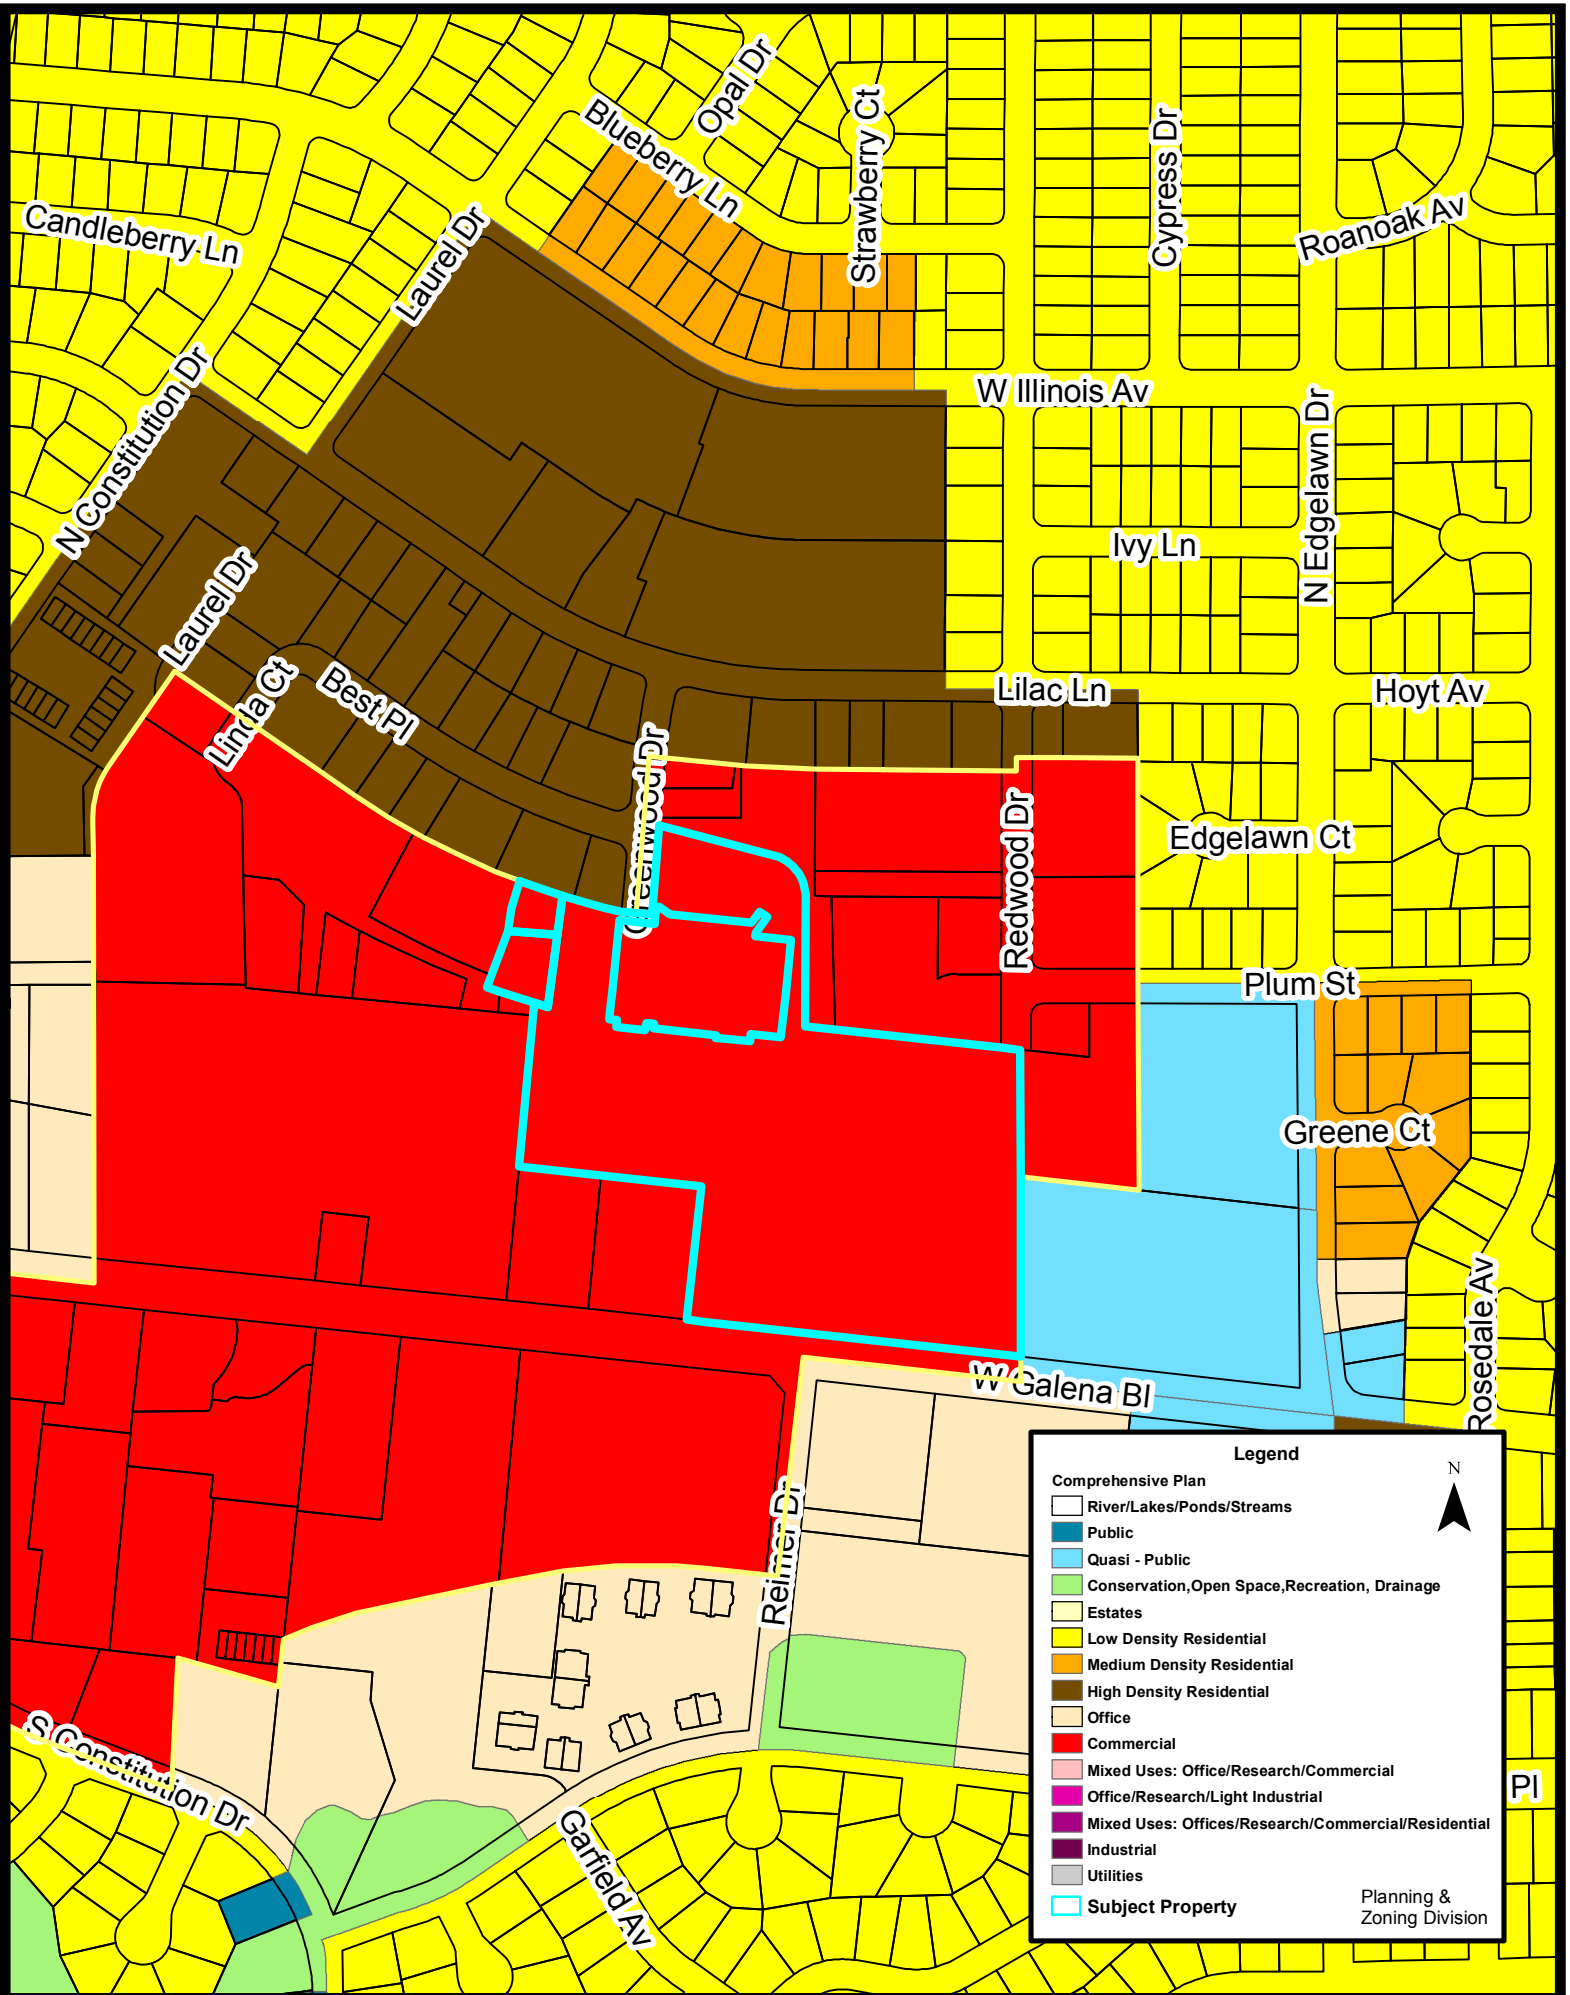 Opal Dr
Blueberry Ln
Strawberry Ct
Cypress Dr
Roanoak Av
Candleberry Ln
Laurel Dr
W Illinois Av
N Constitution Dr
N Edgelawn Dr
Ivy Ln
Laurel Dr
Linda Ct
Best Pl
Lilac Ln
Hoyt Av
Greenwood Dr
Redwood Dr
Edgelawn Ct
Plum St
Greene Ct
Rosedale Av
W Galena Bl
Reimer Dr
S Constitution Dr
Garfield Av
Pl
Legend
N
Comprehensive Plan
River/Lakes/Ponds/Streams
Public
Quasi - Public
Conservation,Open Space,Recreation, Drainage
Estates
Low Density Residential
Medium Density Residential
High Density Residential
Office
Commercial
Mixed Uses: Office/Research/Commercial
Office/Research/Light Industrial
Mixed Uses: Offices/Research/Commercial/Residential
Industrial
Utilities
Subject Property
Planning &
Zoning Division